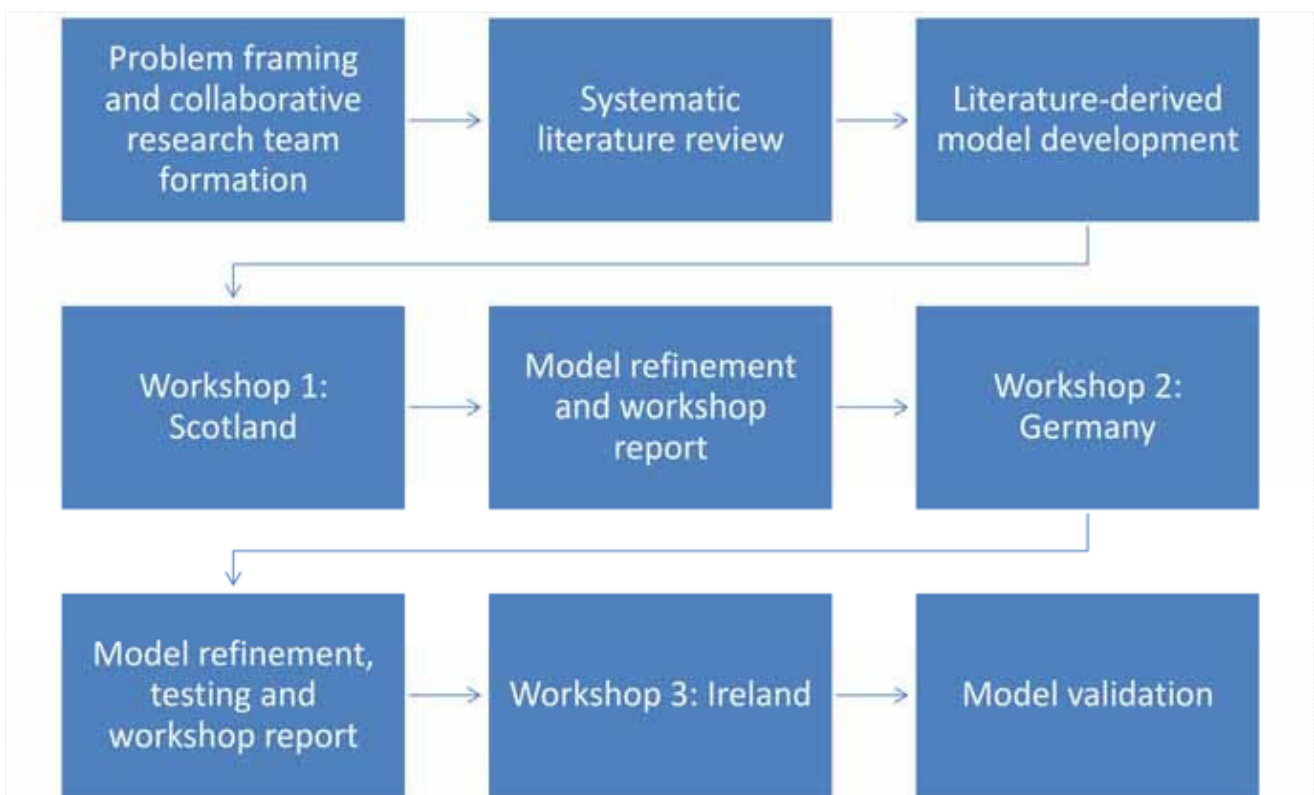 Problem framing
and collaborative
research team
formation
Systematic
literature review
Literature-derived
model development
Workshop 1:
Scotland
Model refinement
and workshop
report
Workshop 2:
Germany
Model refinement,
testing and
workshop report
Workshop 3: Ireland
Model validation